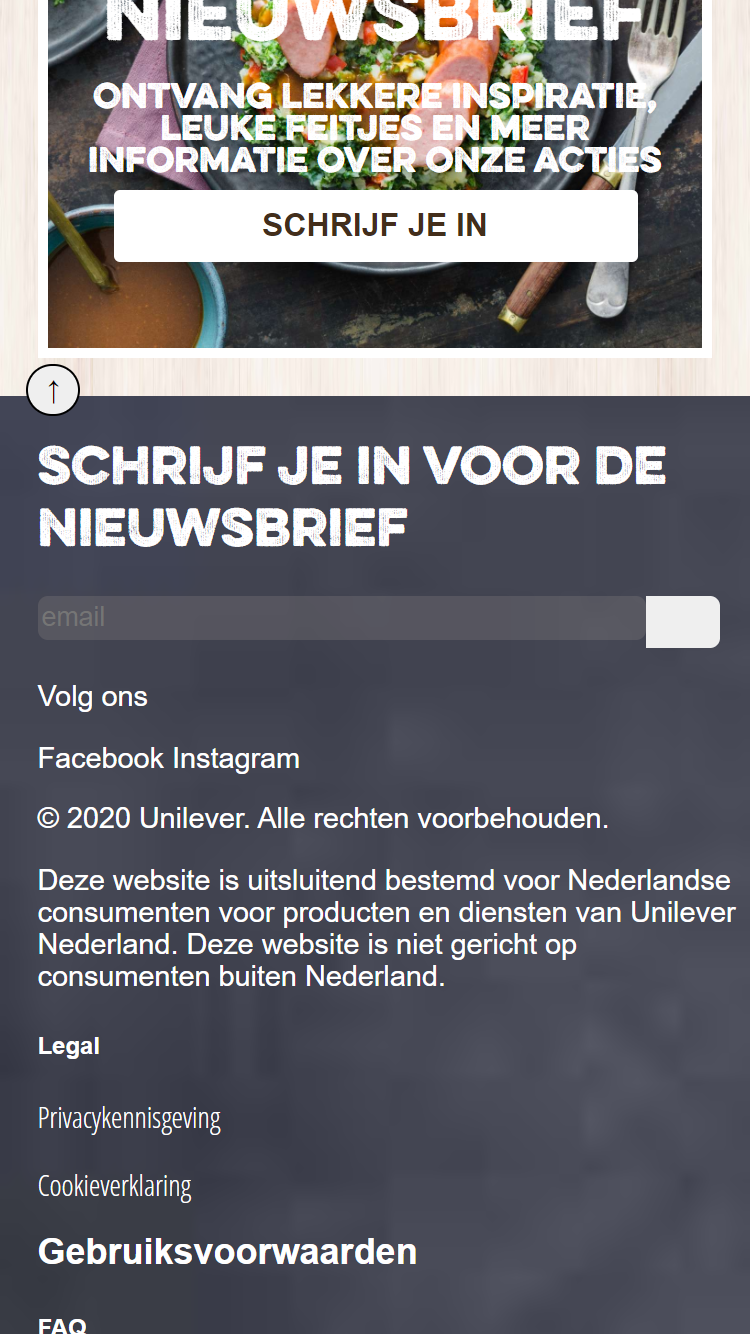 NIEUWSBRIEF
ONTVANG LEKKERE INSPIRATIE,
LEUKE FEITJES EN MEER
INFORMATIE OVER ONZE ACTIES
SCHRIJF JE IN
↑
SCHRIJF JE IN VOOR DE
NIEUWSBRIEF
email
Volg ons
Facebook Instagram
© 2020 Unilever. Alle rechten voorbehouden.
Deze website is uitsluitend bestemd voor Nederlandse
consumenten voor producten en diensten van Unilever
Nederland. Deze website is niet gericht op
consumenten buiten Nederland.
Legal
Privacykennisgeving
Cookieverklaring
Gebruiksvoorwaarden
FAQ